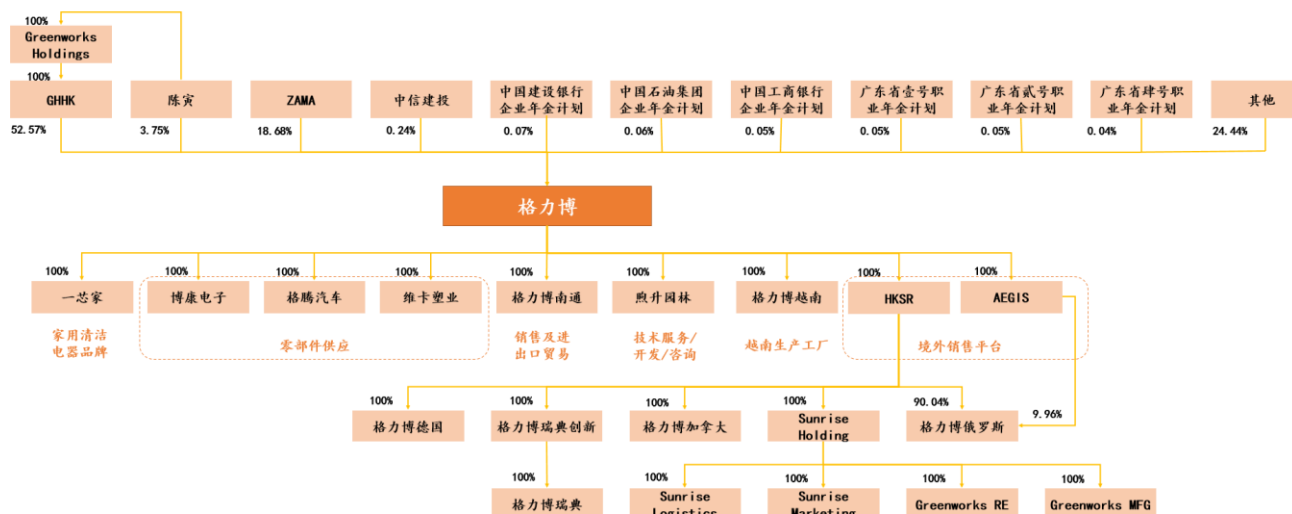 100%
Greenworks
Holdings
100%
GHHK
陈寅
ZAMA
中信建投
中国建设银行
企业年金计划
中国石油集团
企业年金计划
中国工商银行
企业年金计划
广东省壹号职
业年金计划
广东省贰号职
业年金计划
广东省肆号职
业年金计划
其他
52.57%
3.75%
18.68%
0.24%
0.07%
0.06%
0.05%
0.05%
0.05%
0.04%
24.44%
格力博
100%
100%
100%
100%
100%
100%
100%
100%
100%
一芯家
博康电子
格腾汽车
维卡塑业
格力博南通
煦升园林
格力博越南
HKSR
AEGIS
家用清洁
电器品牌
零部件供应
销售及进
出口贸易
技术服务/
开发/咨询
越南生产工厂
境外销售平台
100%
100%
100%
100%
90.04%
9.96%
格力博德国
格力博瑞典创新
格力博加拿大
Sunrise
Holding
格力博俄罗斯
100%
100%
100%
100%
100%
格力博瑞典
Sunrise
Logistics
Sunrise
Marketing
Greenworks RE
Greenworks MFG